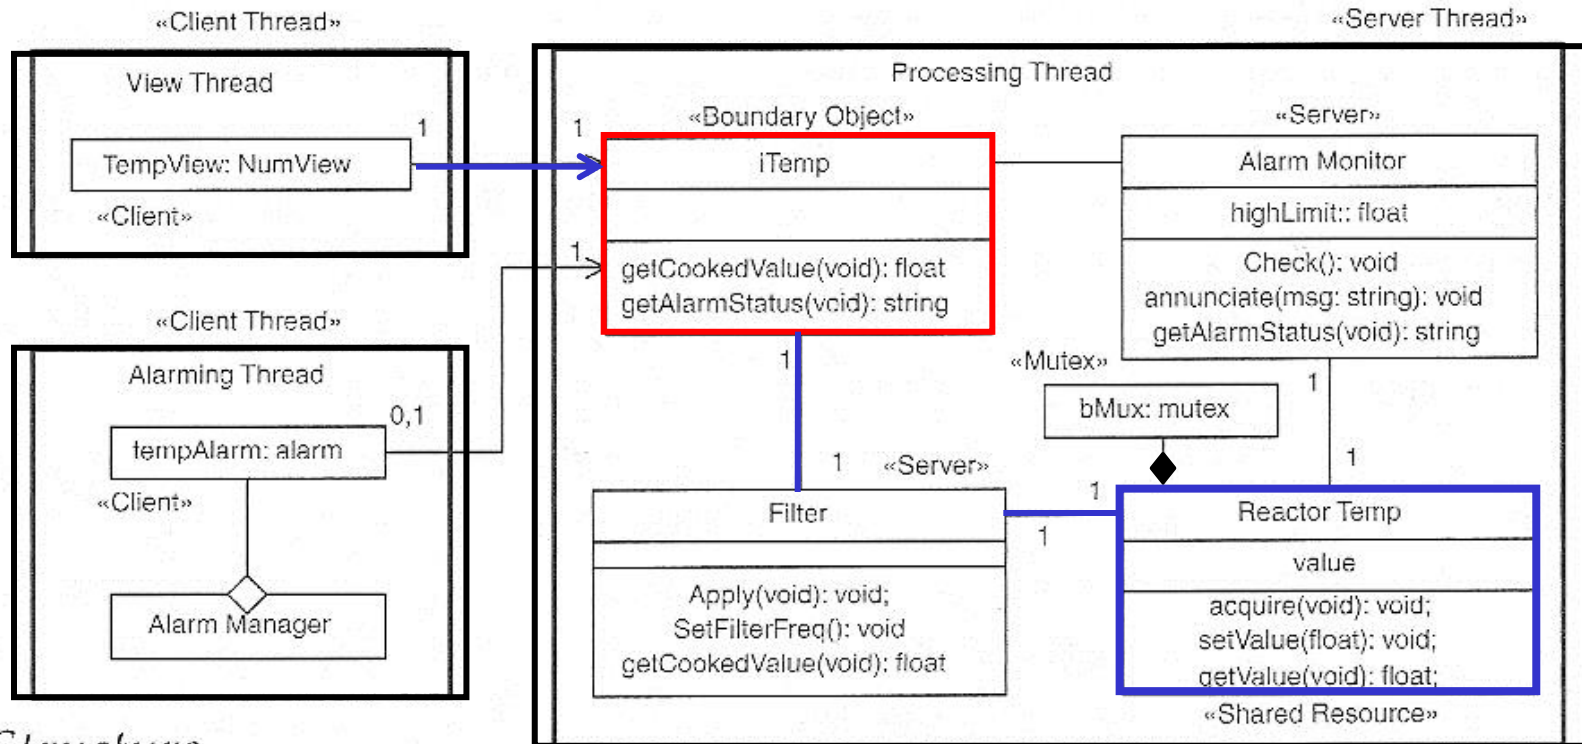 «Client Thread»
View Thread
1
TempView: NumView
«Client»
«Client Thread»
Alarming Thread
0,1
tempAlarm: alarm
«Client»
Alarm Manager
«Server Thread»
Processing Thread
«Boundary Object»
1
iTemp
1
getCookedValue(void): float
getAlarmStatus(void): string
1
«Server»
Alarm Monitor
highLimit:: float
Check(): void
annunciate(msg: string): void
getAlarmStatus(void): string
1
«Mutex»
bMux: mutex
1
1
«Server»
Filter
1
Apply(void): void;
SetFilterFreq(): void
getCookedValue(void): float
1
Reactor Temp
value
acquire(void): void;
setValue(float): void;
getValue(void): float;
«Shared Resource»